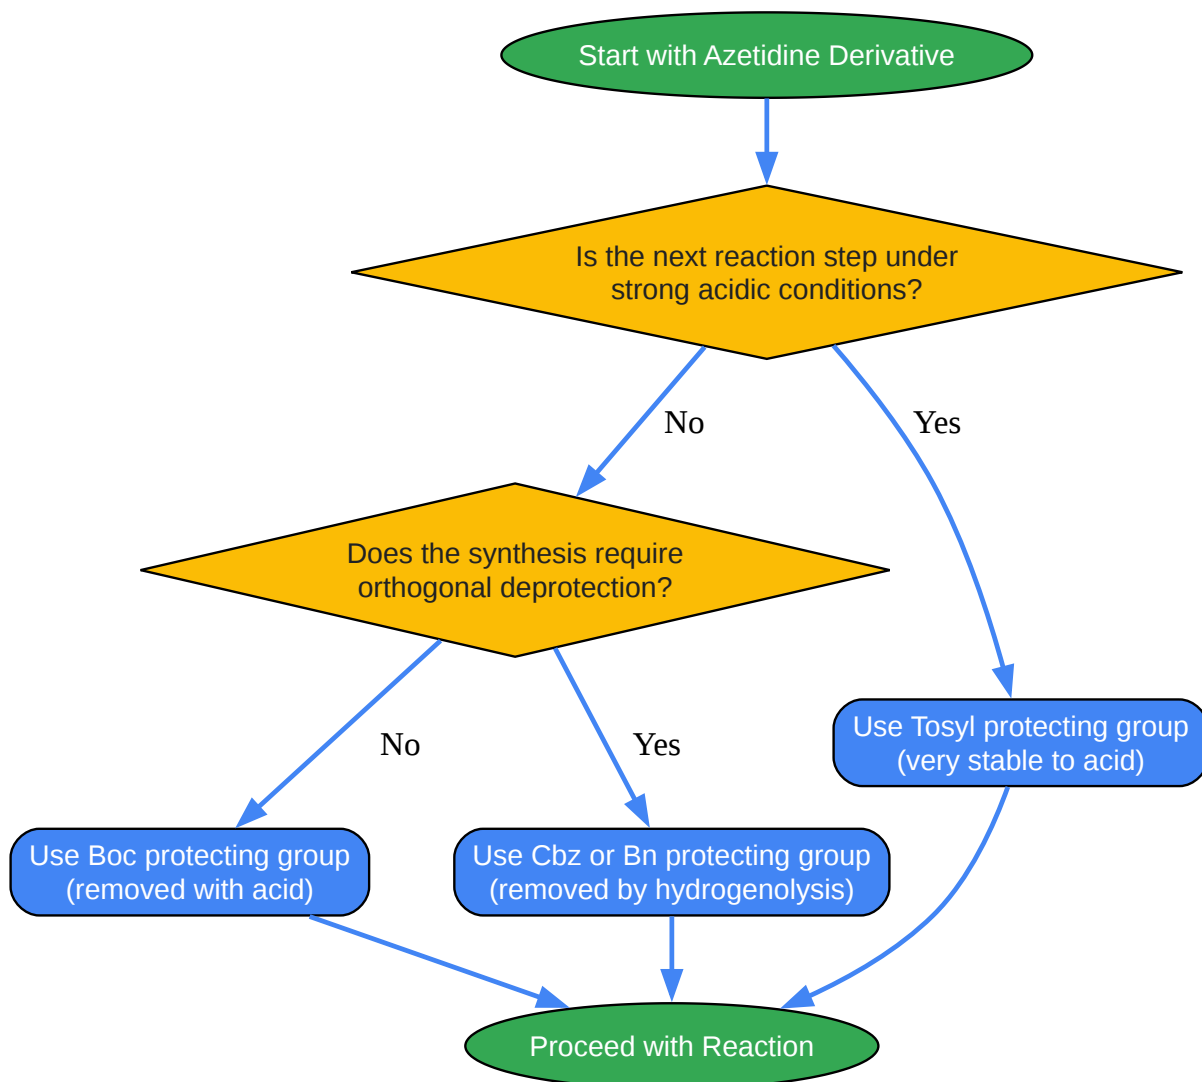 Start with Azetidine Derivative
Is the next reaction step under
strong acidic conditions?
No
Yes
Does the synthesis require
orthogonal deprotection?
No
Yes
Use Tosyl protecting group
(very stable to acid)
Use Boc protecting group
(removed with acid)
Use Cbz or Bn protecting group
(removed by hydrogenolysis)
Proceed with Reaction